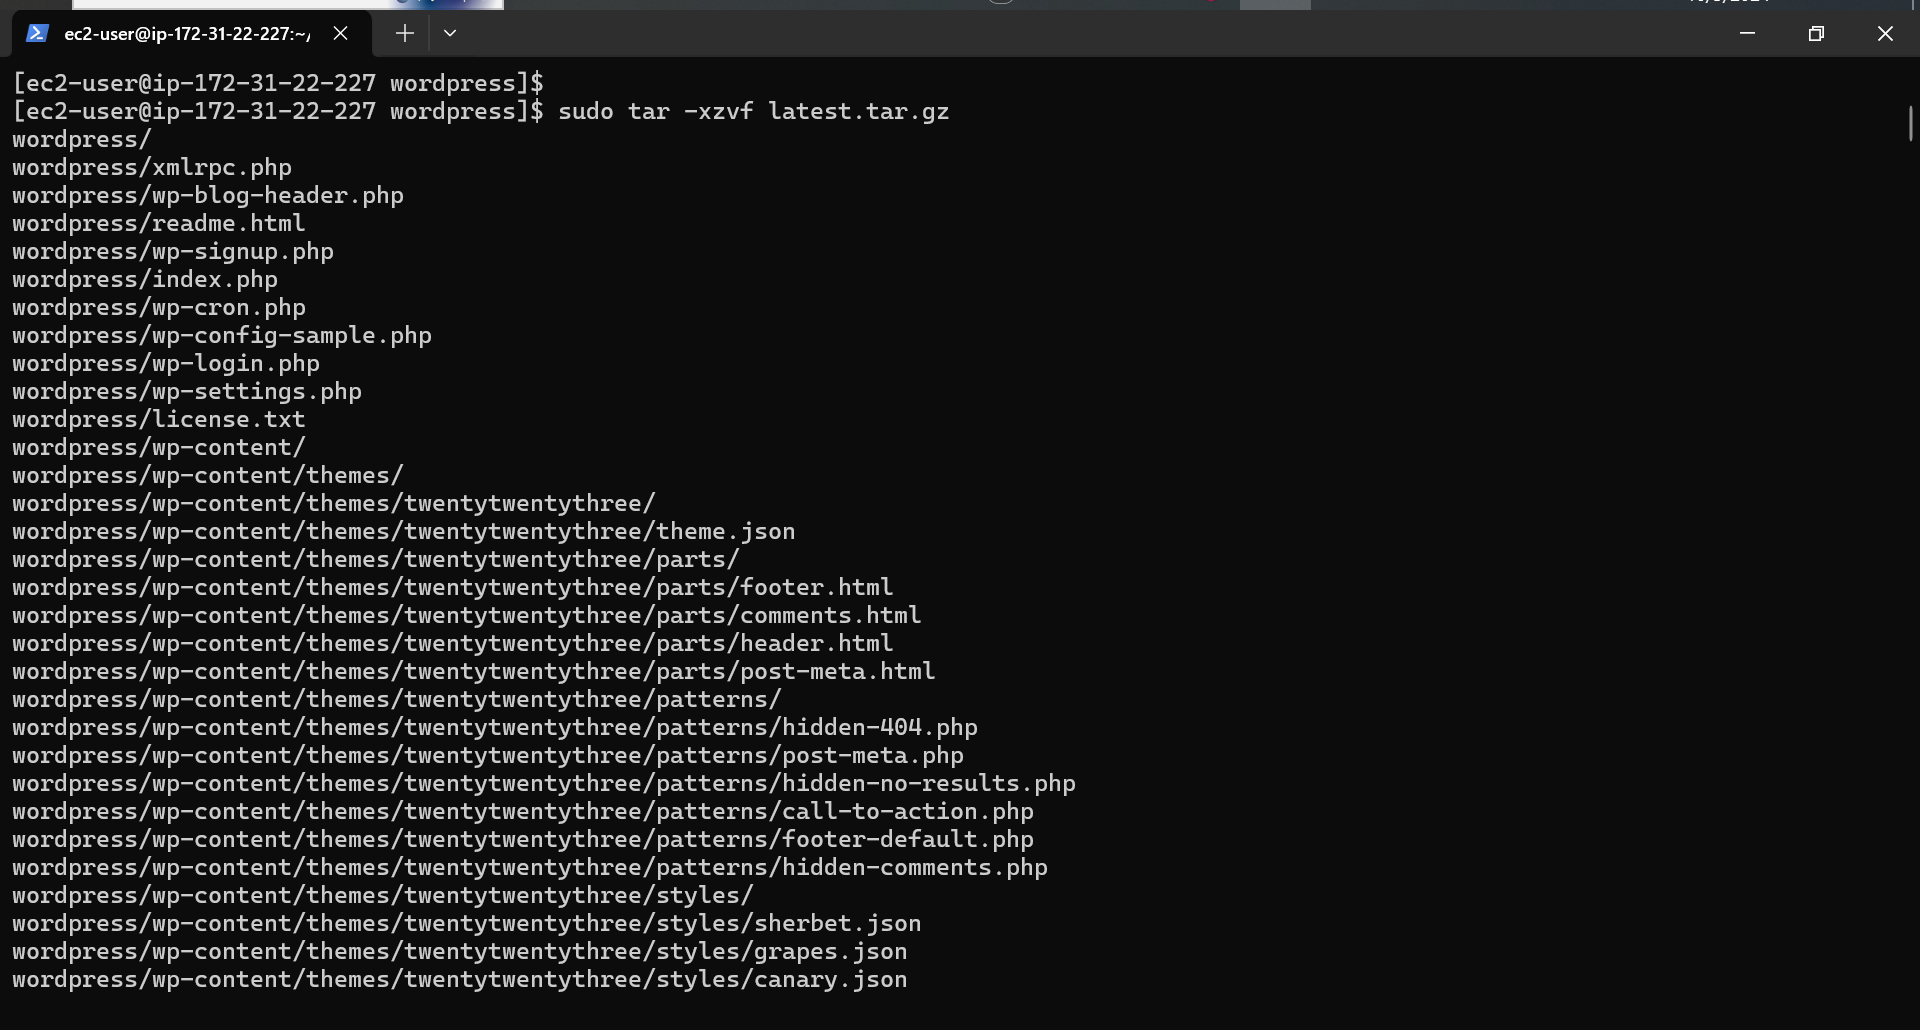 ec2-user@ip-172-31-22-227:~/
[ec2-user@ip-172-31-22-227 wordpress]$
[ec2-user@ip-172-31-22-227 wordpress]$ sudo tar -xzvf latest.tar.gz
wordpress/
wordpress/xmlrpc.php
wordpress/wp-blog-header.php
wordpress/readme.html
wordpress/wp-signup.php
wordpress/index.php
wordpress/wp-cron.php
wordpress/wp-config-sample.php
wordpress/wp-login.php
wordpress/wp-settings.php
wordpress/license.txt
wordpress/wp-content/
wordpress/wp-content/themes/
wordpress/wp-content/themes/twentytwentythree/
wordpress/wp-content/themes/twentytwentythree/theme.json
wordpress/wp-content/themes/twentytwentythree/parts/
wordpress/wp-content/themes/twentytwentythree/parts/footer.html
wordpress/wp-content/themes/twentytwentythree/parts/comments.html
wordpress/wp-content/themes/twentytwentythree/parts/header.html
wordpress/wp-content/themes/twentytwentythree/parts/post-meta.html
wordpress/wp-content/themes/twentytwentythree/patterns/
wordpress/wp-content/themes/twentytwentythree/patterns/hidden-404.php
wordpress/wp-content/themes/twentytwentythree/patterns/post-meta.php
wordpress/wp-content/themes/twentytwentythree/patterns/hidden-no-results.php
wordpress/wp-content/themes/twentytwentythree/patterns/call-to-action.php
wordpress/wp-content/themes/twentytwentythree/patterns/footer-default.php
wordpress/wp-content/themes/twentytwentythree/patterns/hidden-comments.php
wordpress/wp-content/themes/twentytwentythree/styles/
wordpress/wp-content/themes/twentytwentythree/styles/sherbet.json
wordpress/wp-content/themes/twentytwentythree/styles/grapes.json
wordpress/wp-content/themes/twentytwentythree/styles/canary.json